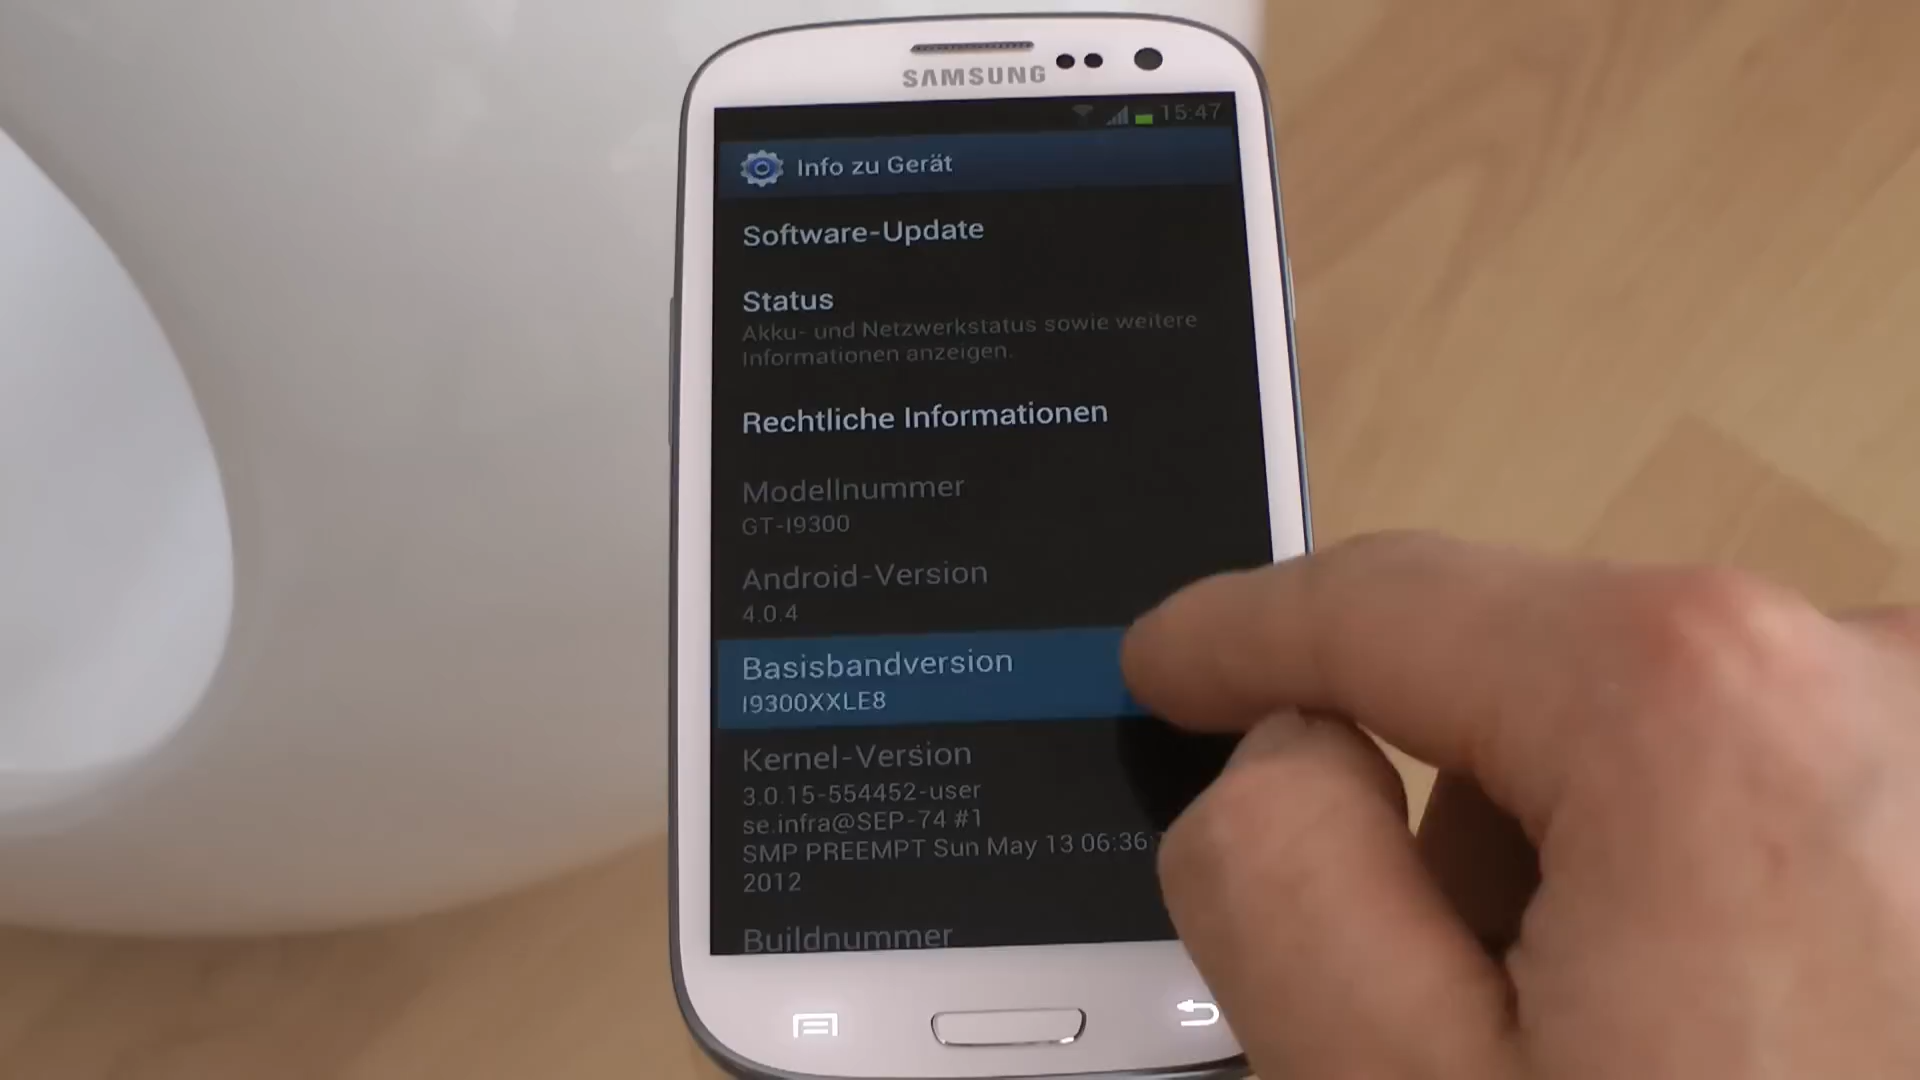 SAMSUNG
15:47
Info zu Gerät
Software-Update
Status
Akku- und Netzwerkstatus sowie weitere
Informationen anzeigen.
Rechtliche Informationen
Modellnummer
GT-I9300
Android-Version
4.0.4
Basisbandversion
I9300XXLE8
Kernel-Version
3.0.15-554452-user
se.infra@SEP-74 #1
SMP PREEMPT Sun May 13 06:36:
2012
Buildnummer